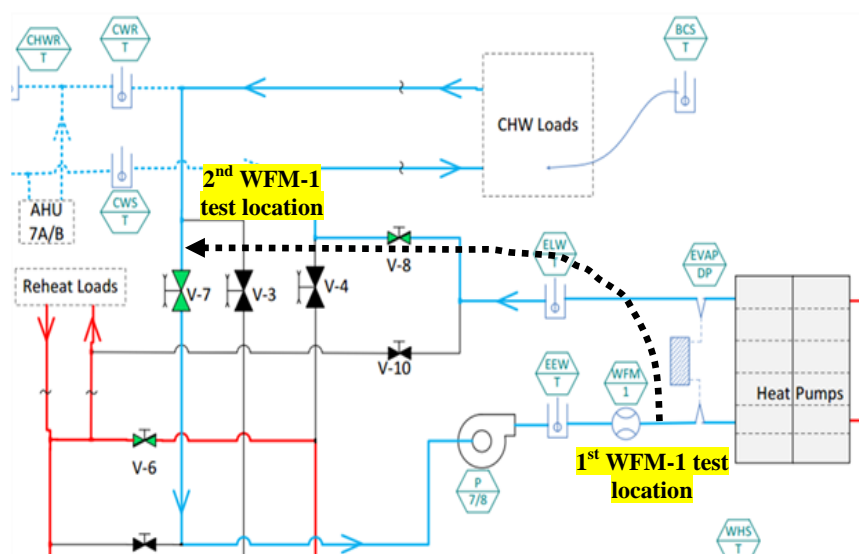 CHWR
T
CWR
T
BCS
T
CHW Loads
2nd WFM-1
test location
AHU
7A/B
CWS
T
V-8
ELW
T
EVAP
DP
Reheat Loads
V-7
V-3
V-4
V-10
EEW
T
WFM
1
Heat Pumps
V-6
P
7/8
1st WFM-1 test
location
WHS
T